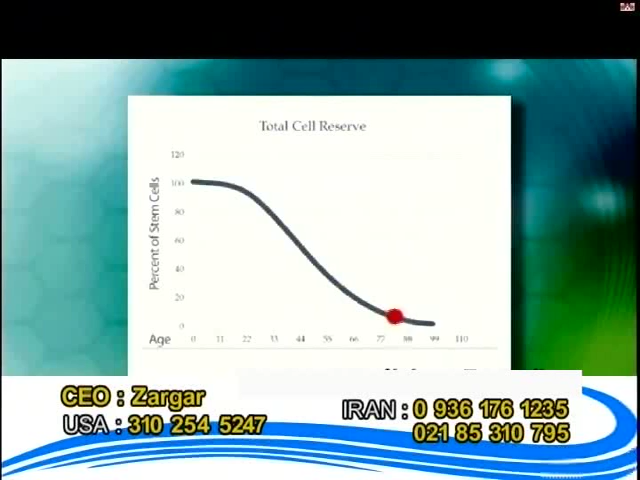 Total Cell Reserve
Percent of Stem Cells
120
100
80
60
40
20
0
Age 0 11 22 33 44 55 66 77 88 99 110
CEO : Zargar
USA : 310 254 5247
IRAN : 0 936 176 1235
021 85 310 795